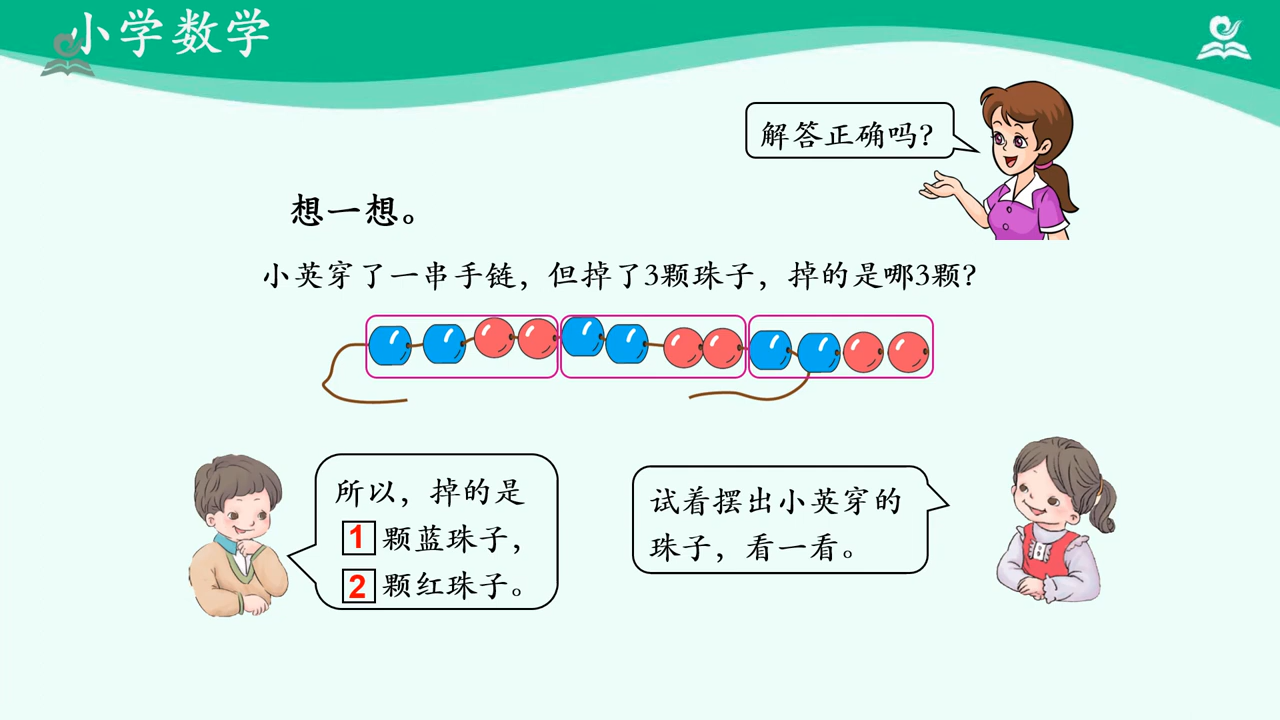 小学数学
解答正确吗?
想一想。
小英穿了一串手链，但掉了3颗珠子，掉的是哪3颗?
所以，掉的是
1颗蓝珠子，
2颗红珠子。
试着摆出小英穿的
珠子，看一看。